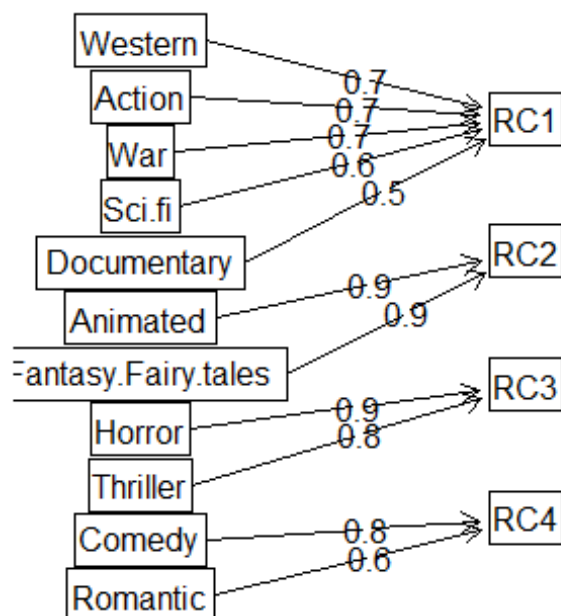 Western
0.7
Action
0.7
RC1
War
0.7
0.6
Sci.fi
0.5
Documentary
RC2
0.9
Animated
0.9
Fantasy.Fairy.tales
0.9
RC3
Horror
0.8
Thriller
0.8
RC4
Comedy
0.6
Romantic